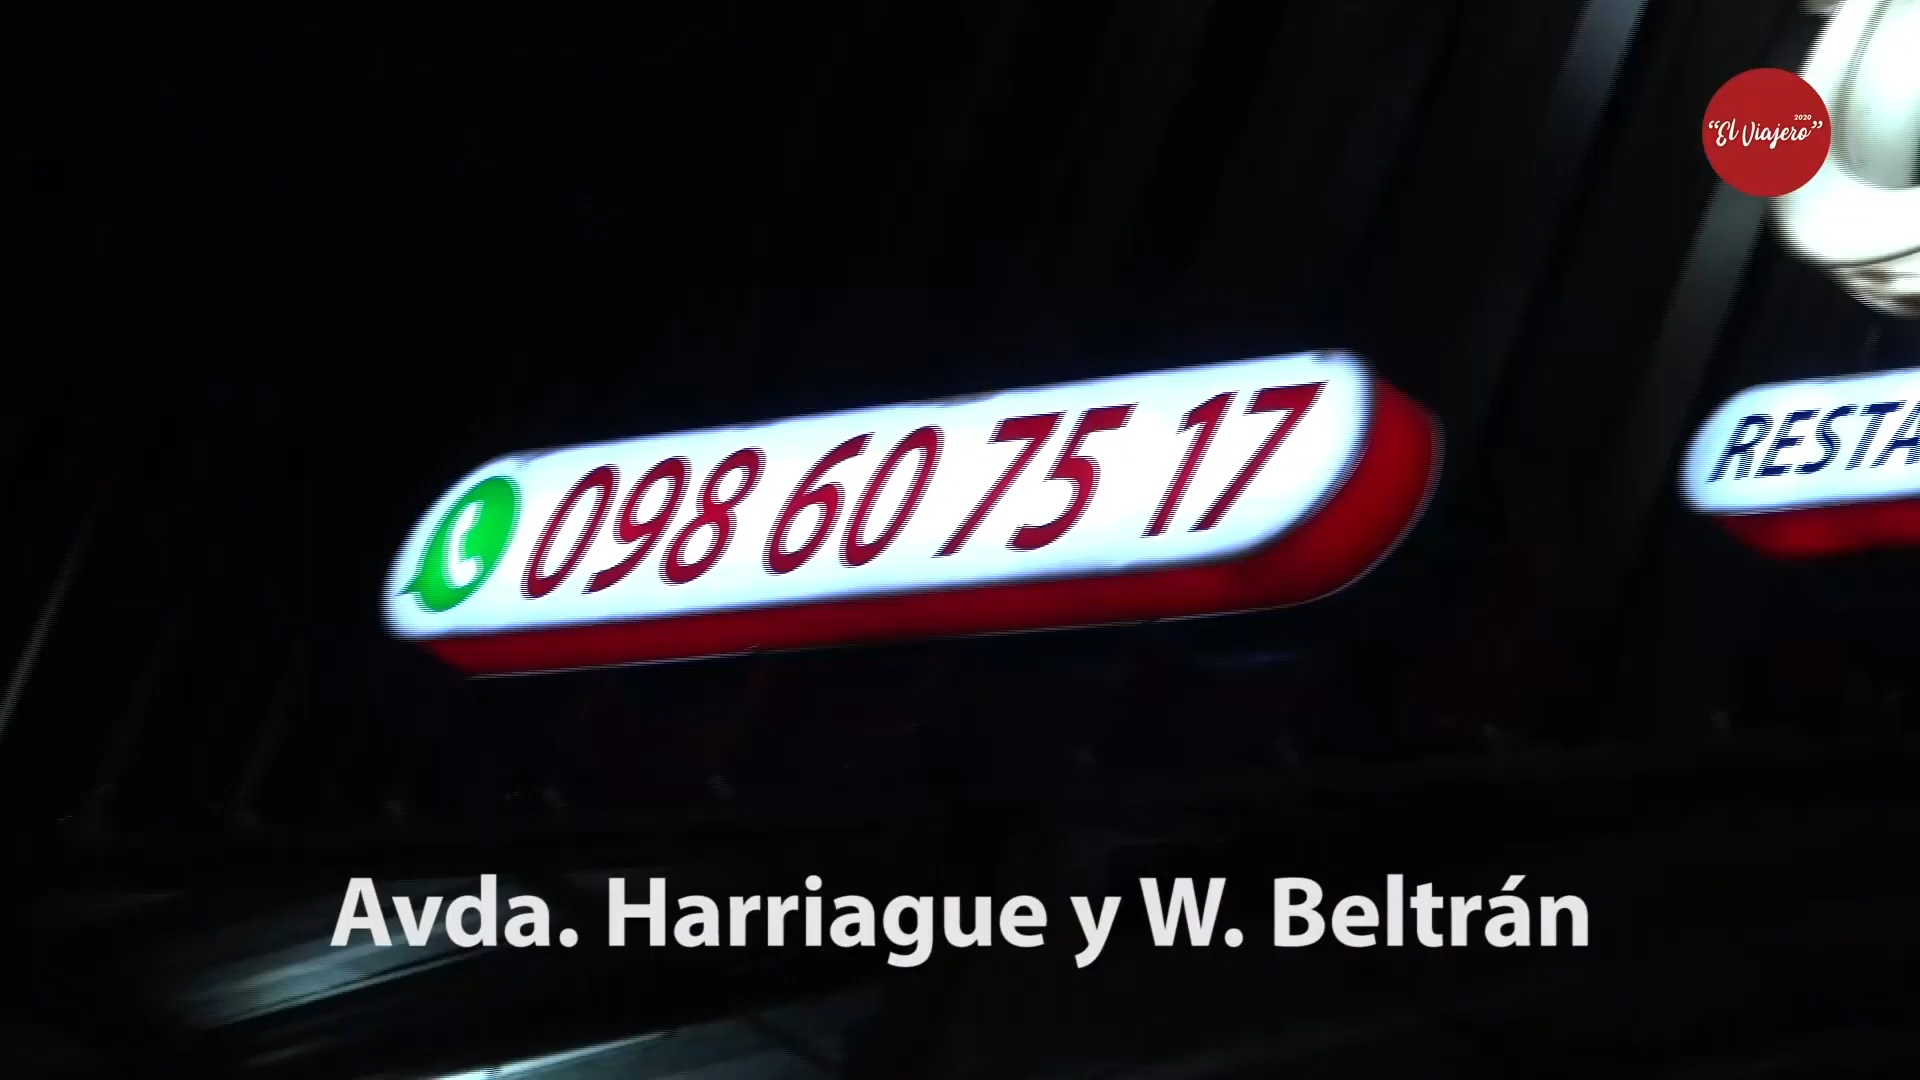 “El Viajero”
2020
098 60 75 17
RESTA
Avda. Harriague y W. Beltrán